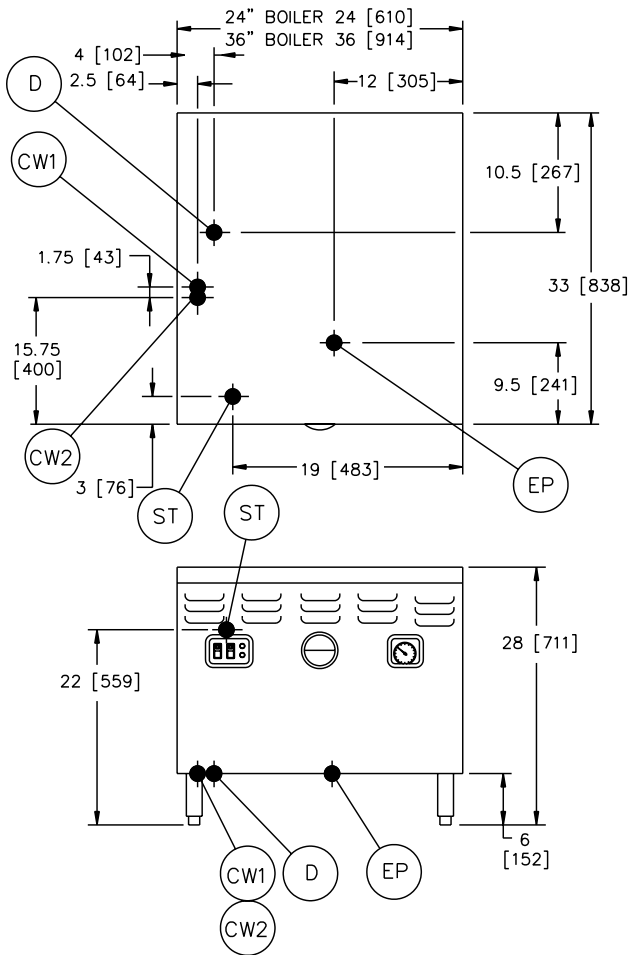 24” BOILER 24 [610]
36” BOILER 36 [914]
4 [102]
2.5 [64]
12 [305]
D
CW1
10.5 [267]
1.75 [43]
33 [838]
15.75
[400]
9.5 [241]
CW2
3 [76]
19 [483]
EP
ST
ST
28 [711]
22 [559]
6
[152]
CW1
D
EP
CW2